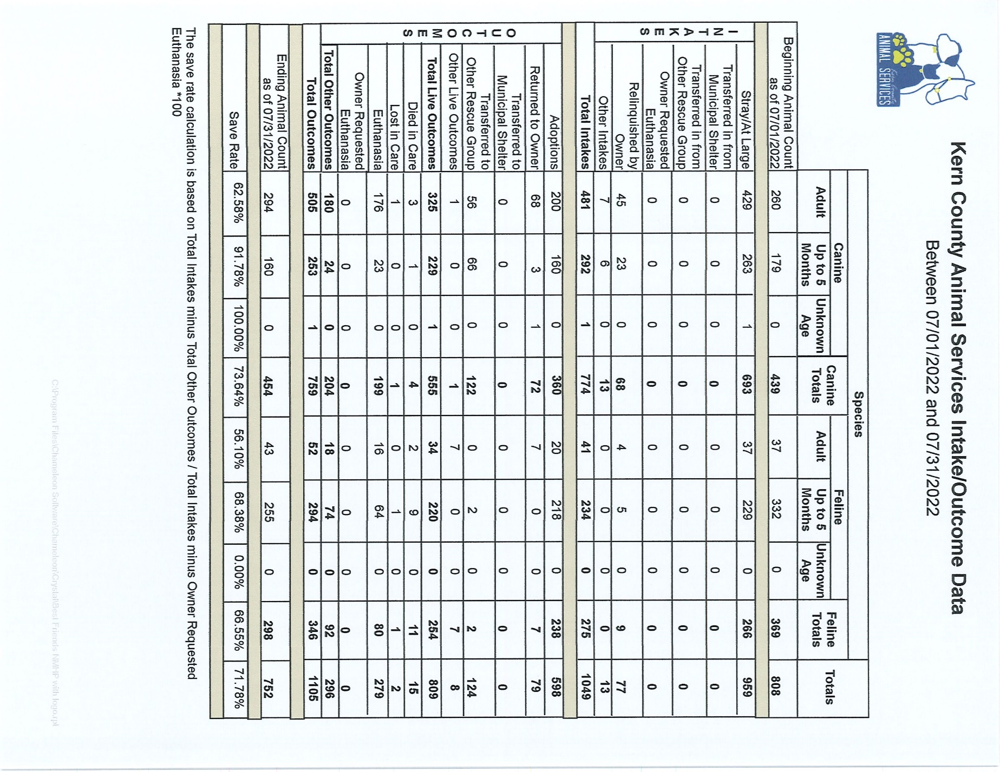 Kern County Animal Services Intake/Outcome Data
Between 07/01/2022 and 07/31/2022
ANIMAL SERVICES
Species
Canine Canine Totals Feline Feline Totals Totals
Adult Up to 5 Months Unknown Age Adult Up to 5 Months Unknown Age
Beginning Animal Count as of 07/01/2022 260 179 0 439 37 332 0 369 808
INTAKES
Stray/At Large 429 263 1 693 37 229 0 266 959
Transferred in from Municipal Shelter 0 0 0 0 0 0 0 0 0
Transferred in from Other Rescue Group 0 0 0 0 0 0 0 0 0
Owner Requested Euthanasia 0 0 0 0 0 0 0 0 0
Relinquished by Owner 45 23 0 68 4 5 0 9 77
Other Intakes 7 6 0 13 0 0 0 0 13
Total Intakes 481 292 1 774 41 234 0 275 1049
OUTCOMES
Adoptions 200 160 0 360 20 218 0 238 598
Returned to Owner 68 3 1 72 7 0 0 7 79
Transferred to Municipal Shelter 0 0 0 0 0 0 0 0 0
Transferred to Other Rescue Group 56 66 0 122 0 2 0 2 124
Other Live Outcomes 1 0 0 1 7 0 0 7 8
Total Live Outcomes 325 229 1 555 34 220 0 254 809
Died in Care 3 1 0 4 2 9 0 11 15
Lost in Care 1 0 0 1 0 1 0 1 2
Euthanasia 176 23 0 199 16 64 0 80 279
Owner Requested Euthanasia 0 0 0 0 0 0 0 0 0
Total Other Outcomes 180 24 0 204 18 74 0 92 296
Total Outcomes 505 253 1 759 52 294 0 346 1105
Ending Animal Count as of 07/31/2022 294 160 0 454 43 255 0 298 752
Save Rate 62.58% 91.78% 100.00% 73.64% 56.10% 68.38% 0.00% 66.55% 71.78%
The save rate calculation is based on Total Intakes minus Total Other Outcomes / Total Intakes minus Owner Requested
Euthanasia *100
C:\Program Files\Chameleon Software\Chameleon\Crystal\Best Friends NMHP with logo.rpt